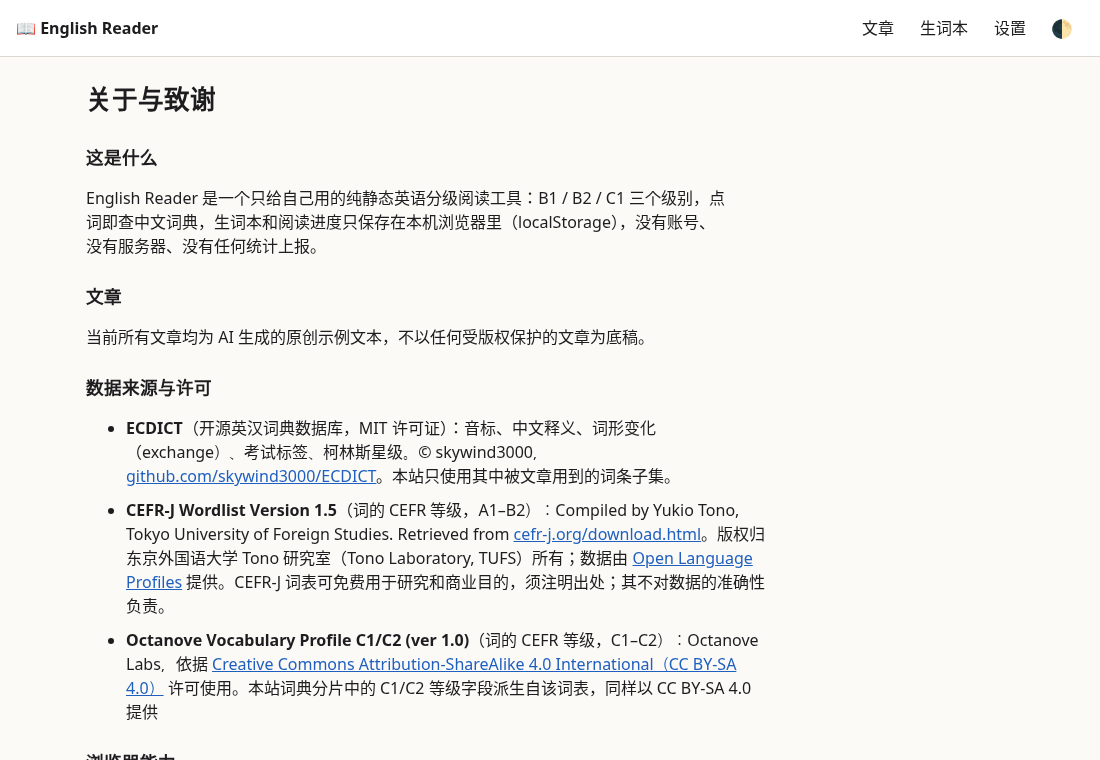 📖 English Reader
文章 生词本 设置 🌓
关于与致谢
这是什么
English Reader 是一个只给自己用的纯静态英语分级阅读工具：B1 / B2 / C1 三个级别，点
词即查中文词典，生词本和阅读进度只保存在本机浏览器里（localStorage），没有账号、
没有服务器、没有任何统计上报。
文章
当前所有文章均为 AI 生成的原创示例文本，不以任何受版权保护的文章为底稿。
数据来源与许可
• ECDICT（开源英汉词典数据库，MIT 许可证）：音标、中文释义、词形变化
（exchange）、考试标签、柯林斯星级。© skywind3000，
github.com/skywind3000/ECDICT。本站只使用其中被文章用到的词条子集。
• CEFR-J Wordlist Version 1.5（词的 CEFR 等级，A1–B2）：Compiled by Yukio Tono,
Tokyo University of Foreign Studies. Retrieved from cefr-j.org/download.html。版权归
东京外国语大学 Tono 研究室（Tono Laboratory, TUFS）所有；数据由 Open Language
Profiles 提供。CEFR-J 词表可免费用于研究和商业目的，须注明出处；其不对数据的准确性
负责。
• Octanove Vocabulary Profile C1/C2 (ver 1.0)（词的 CEFR 等级，C1–C2）：Octanove
Labs，依据 Creative Commons Attribution-ShareAlike 4.0 International（CC BY-SA
4.0） 许可使用。本站词典分片中的 C1/C2 等级字段派生自该词表，同样以 CC BY-SA 4.0
提供
浏览器能力